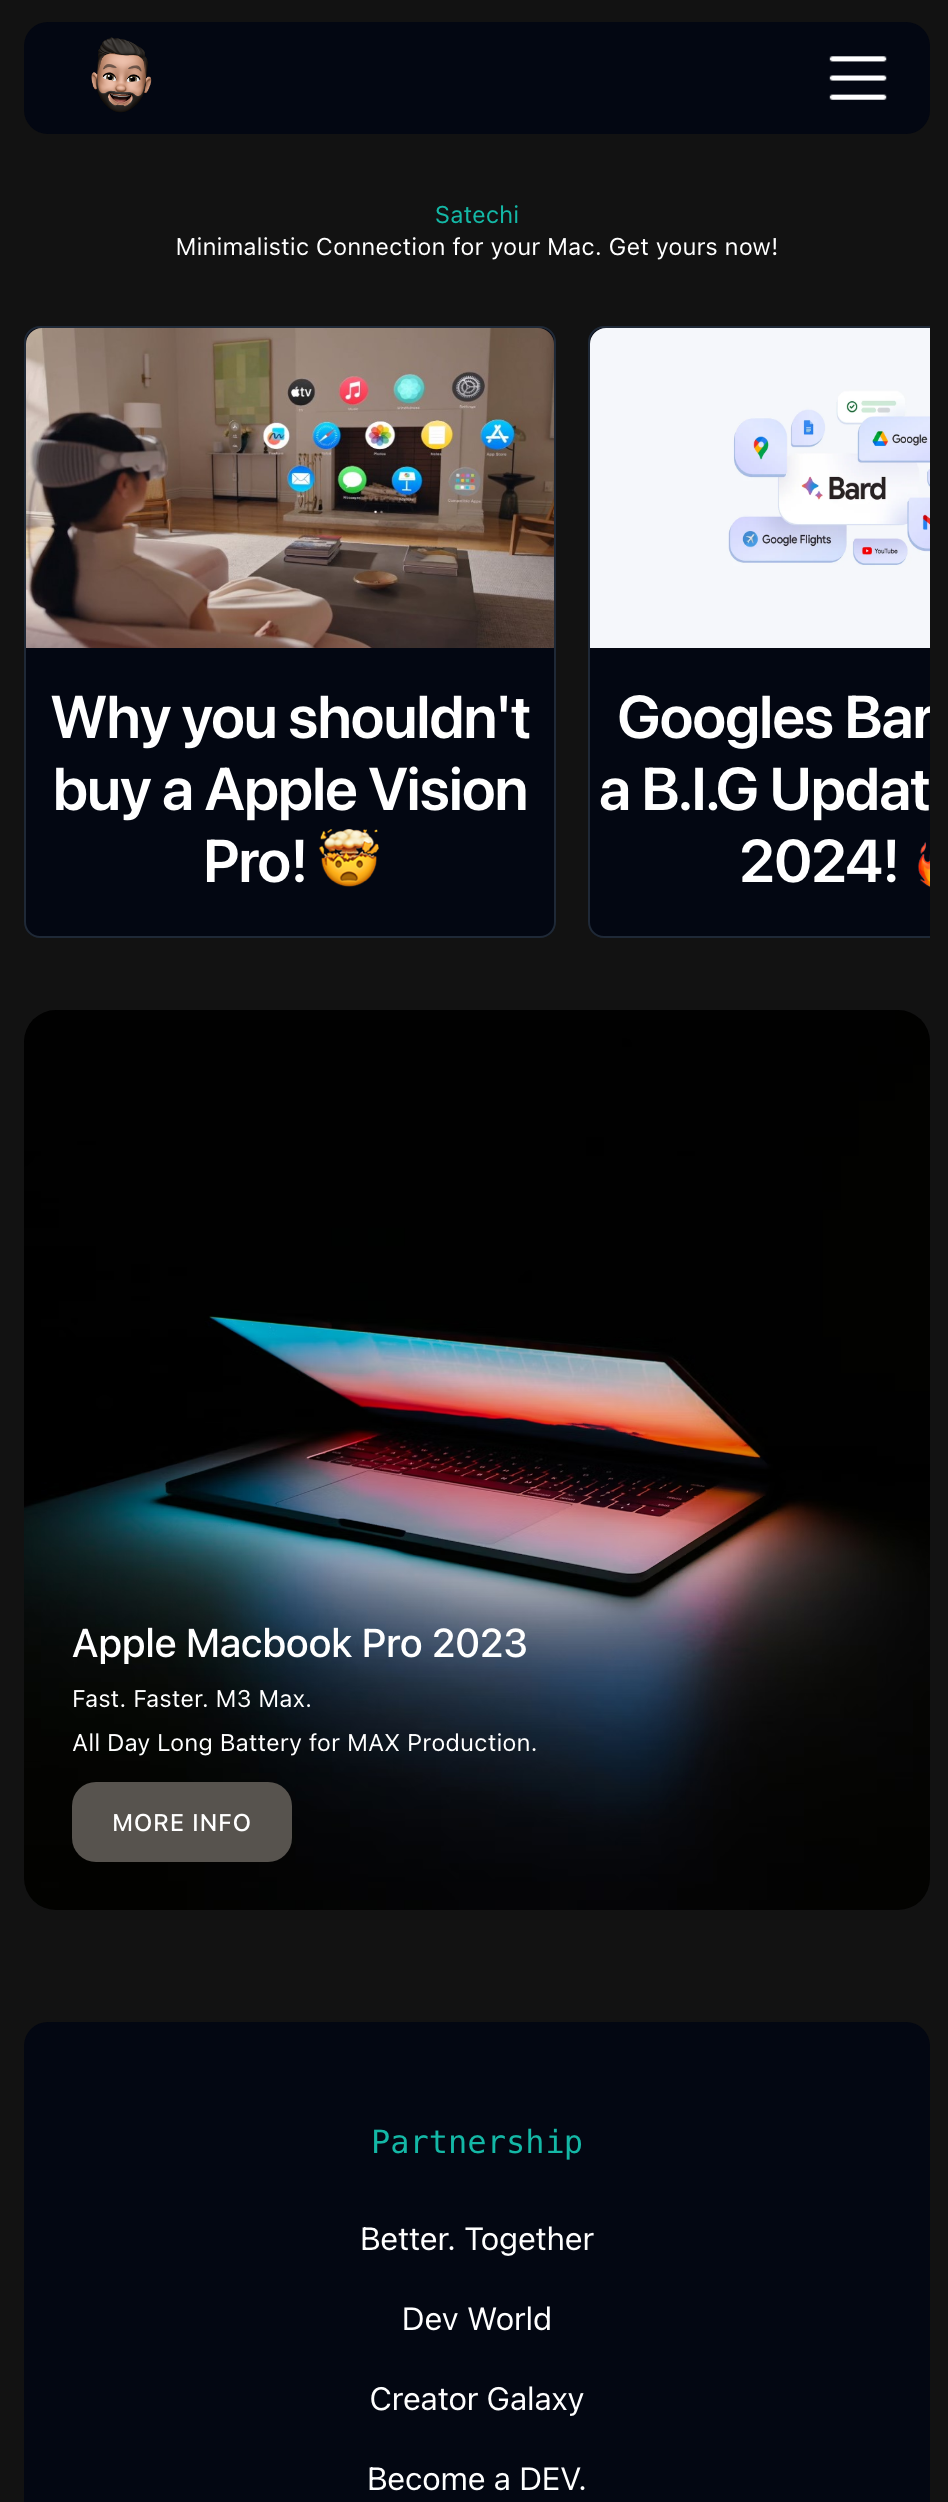 Satechi
Minimalistic Connection for your Mac. Get yours now!
tv
Google
Bard
Google Flights
YouTube
Why you shouldn't
buy a Apple Vision
Pro! 🤯
Googles Bar
a B.I.G Updat
2024!
Apple Macbook Pro 2023
Fast. Faster. M3 Max.
All Day Long Battery for MAX Production.
MORE INFO
Partnership
Better. Together
Dev World
Creator Galaxy
Become a DEV.